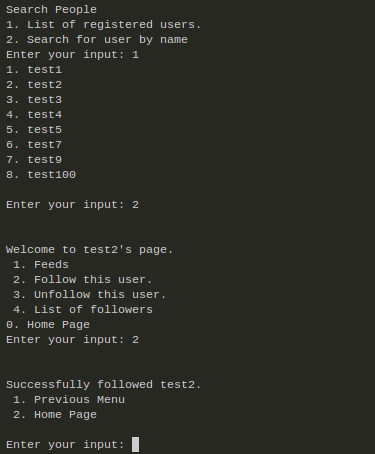 Search People
1. List of registered users.
2. Search for user by name
Enter your input: 1
1. test1
2. test2
3. test3
4. test4
5. test5
6. test7
7. test9
8. test100
Enter your input: 2
Welcome to test2's page.
1. Feeds
2. Follow this user.
3. Unfollow this user.
4. List of followers
0. Home Page
Enter your input: 2
Successfully followed test2.
1. Previous Menu
2. Home Page
Enter your input: